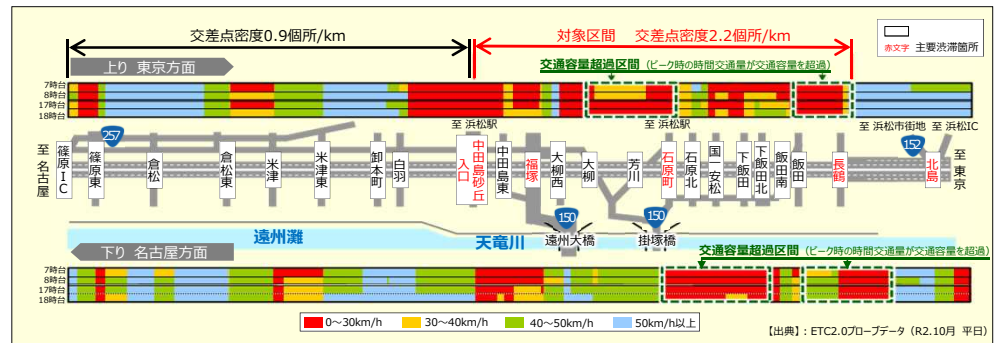 交差点密度0.9個所/km
対象区間 交差点密度2.2個所/km
赤文字 主要渋滞箇所
上り 東京方面
交通容量超過区間（ピーク時の時間交通量が交通容量を超過）
7時台
8時台
17時台
18時台
至 浜松駅
至 浜松駅
至 浜松市街地
至 浜松IC
257
152
至 名古屋
篠原IC
篠原東
倉松
倉松東
米津
米津東
卸本町
白羽
中田島砂丘入口
中田島東
福塚
大柳西
大柳
芳川
石原町
石原北
国一安松
下飯田
下飯田北
飯田南
飯田
長鶴
北島
至 東京
150
150
遠州灘
天竜川
遠州大橋
掛塚橋
下り 名古屋方面
交通容量超過区間（ピーク時の時間交通量が交通容量を超過）
7時台
8時台
17時台
18時台
0～30km/h
30～40km/h
40～50km/h
50km/h以上
【出典】：ETC2.0プローブデータ（R2.10月 平日）